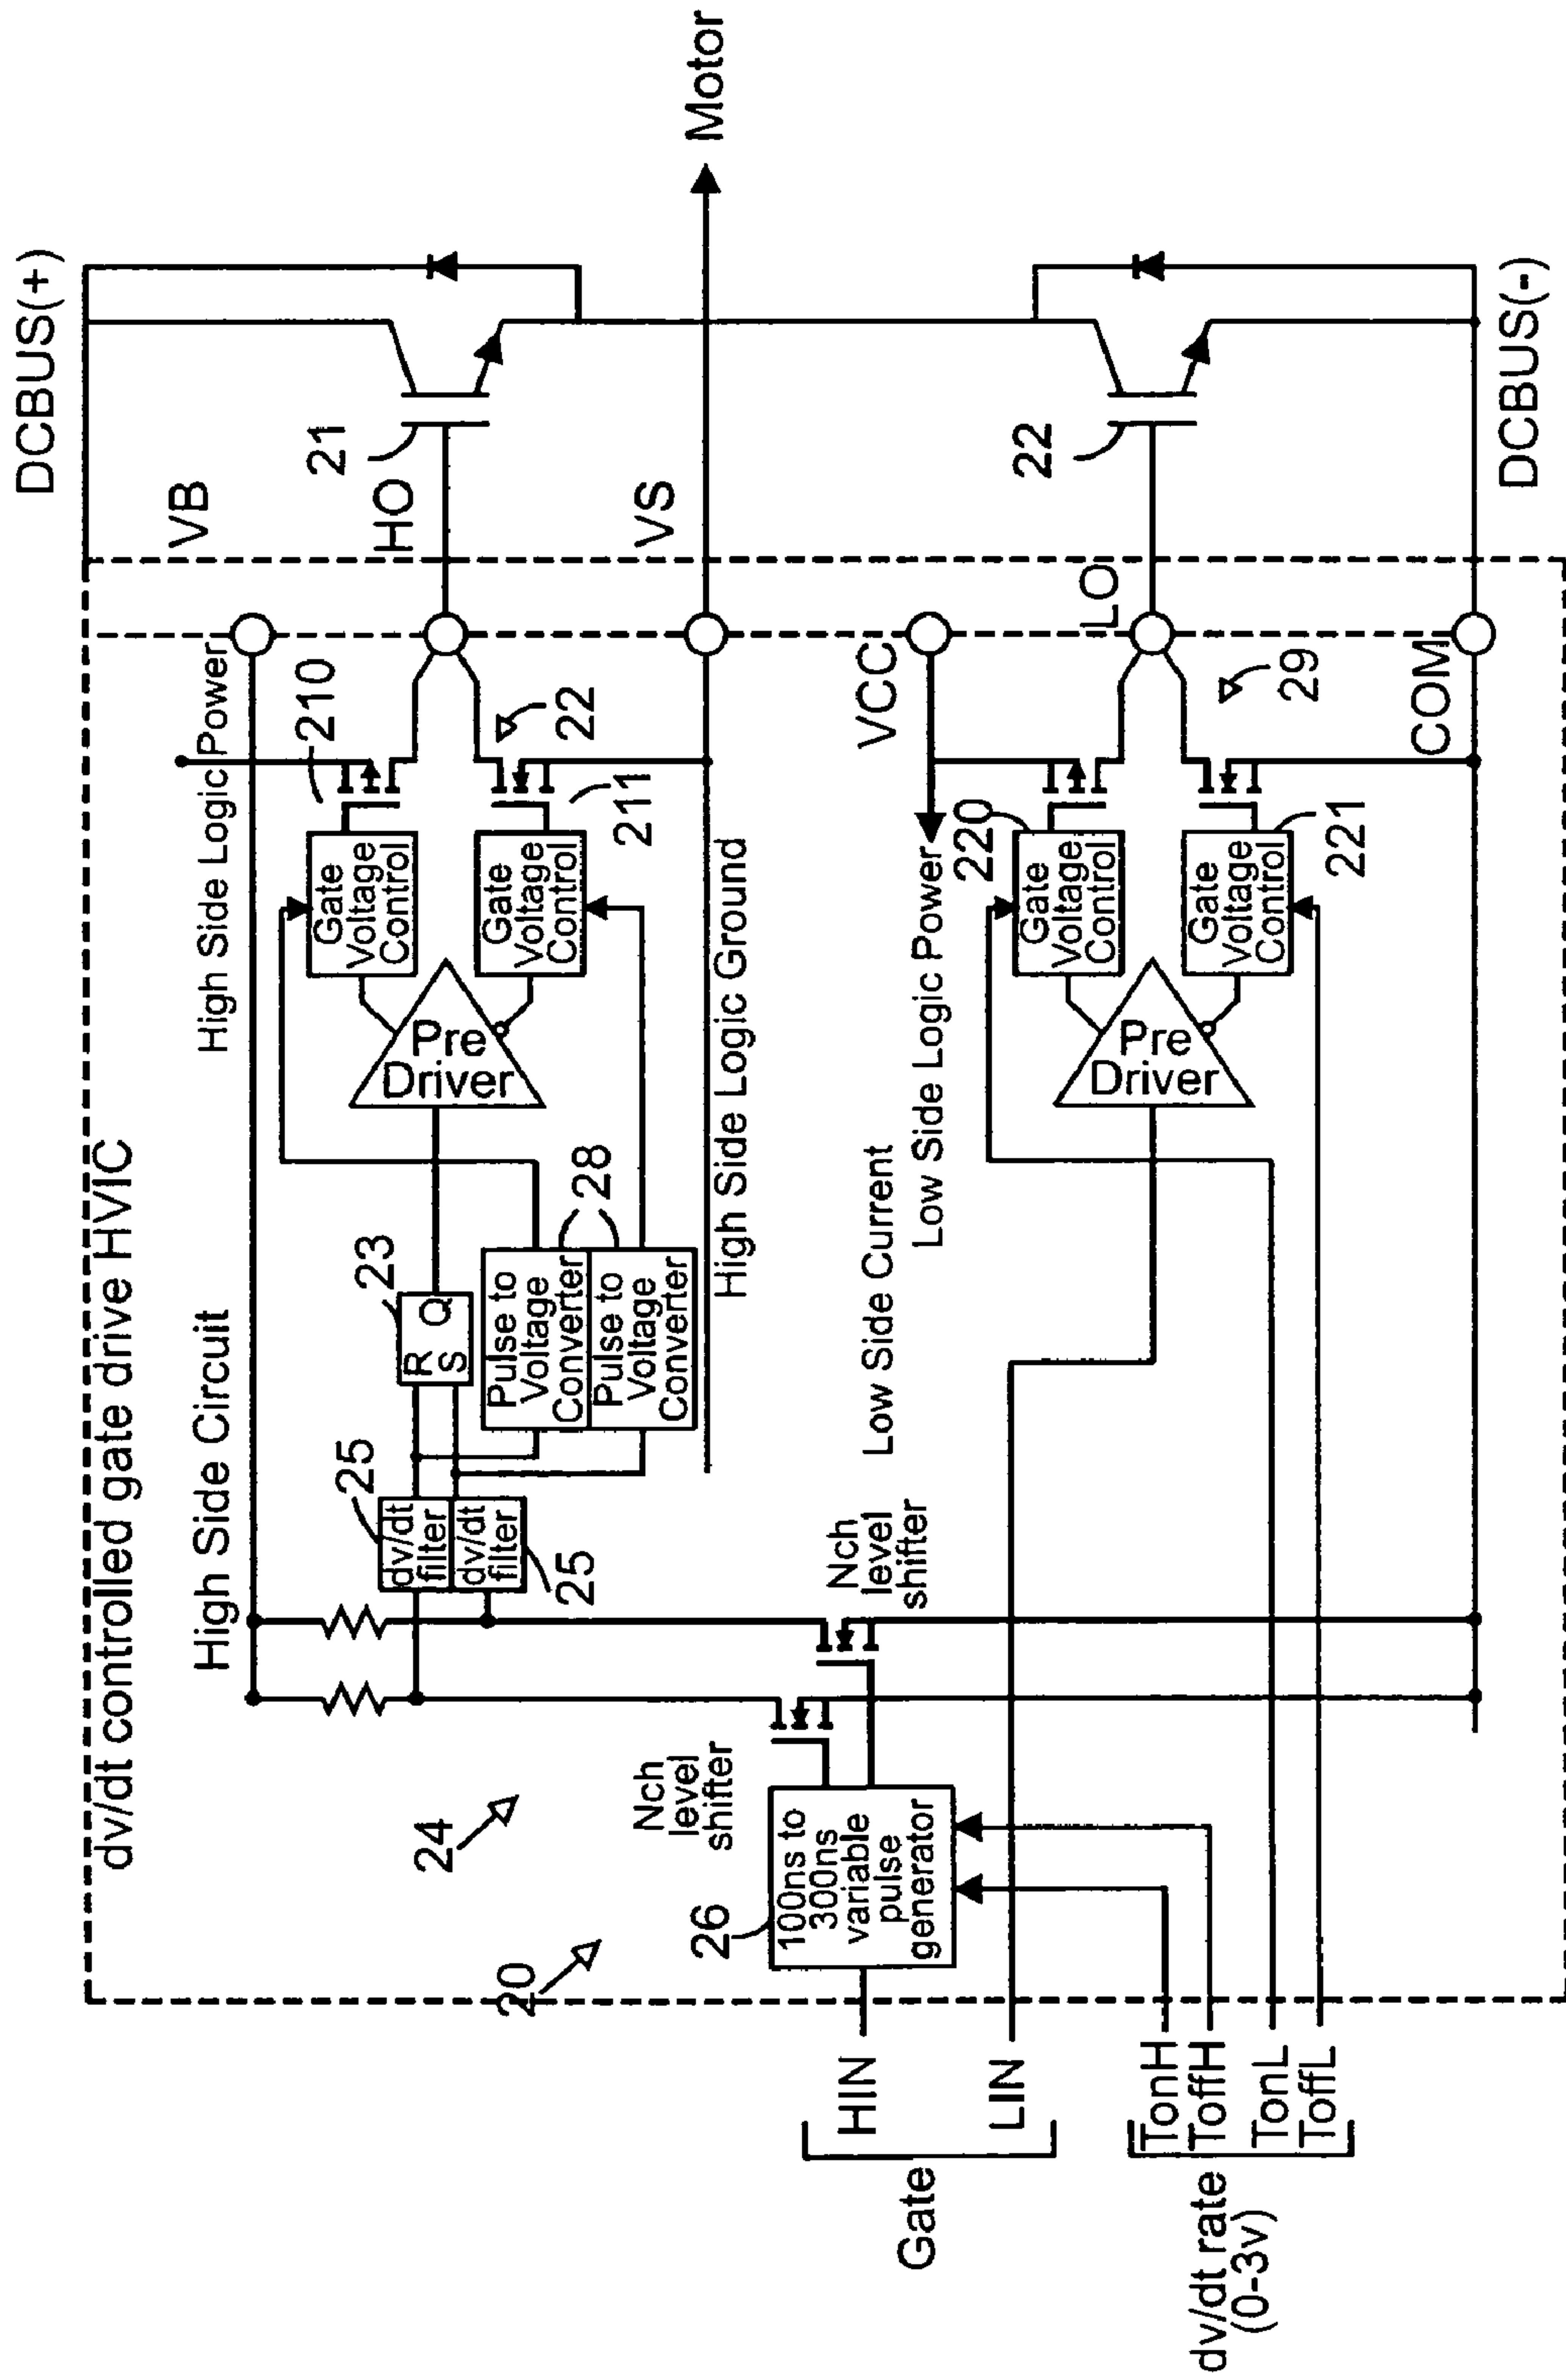 DCBUS(+)
dv/dt controlled gate drive HVIC
High Side Circuit
High Side Logic Power
VB
210
21
HO
25
dv/dt
filter
dv/dt
filter
25
23
R
S
Q
Pre
Driver
Gate
Voltage
Control
Gate
Voltage
Control
22
211
VS
Motor
28
Pulse to
Voltage
Converter
Pulse to
Voltage
Converter
High Side Logic Ground
24
20
Nch
level
shifter
Nch
level
shifter
26
100ns to
300ns
variable
pulse
generator
Low Side Current
Low Side Logic Power
VCC
220
Gate
Voltage
Control
Gate
Voltage
Control
Pre
Driver
221
LO
22
29
COM
DCBUS(-)
Gate
HIN
LIN
dv/dt rate
(0-3v)
TonH
ToffH
TonL
ToffL